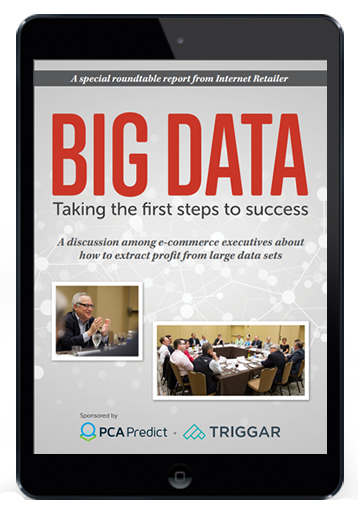 A special roundtable report from Internet Retailer
BIG DATA
Taking the first steps to success
A discussion among e-commerce executives about
how to extract profit from large data sets
Sponsored by
PCA Predict · TRIGGAR